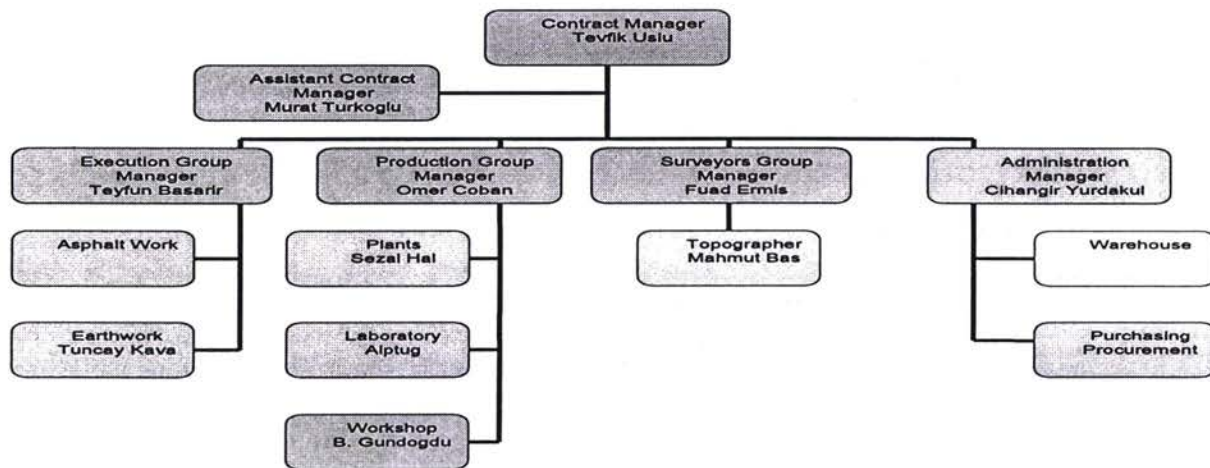 Contract Manager
Tevfik Uslu
Assistant Contract
Manager
Murat Turkoglu
Execution Group
Manager
Teyfun Basarir
Production Group
Manager
Omer Coban
Surveyors Group
Manager
Fuad Ermis
Administration
Manager
Cihangir Yurdakul
Asphalt Work
Plants
Sezal Hal
Topographer
Mahmut Bas
Warehouse
Earthwork
Tuncay Kava
Laboratory
Alptug
Purchasing
Procurement
Workshop
B. Gundogdu